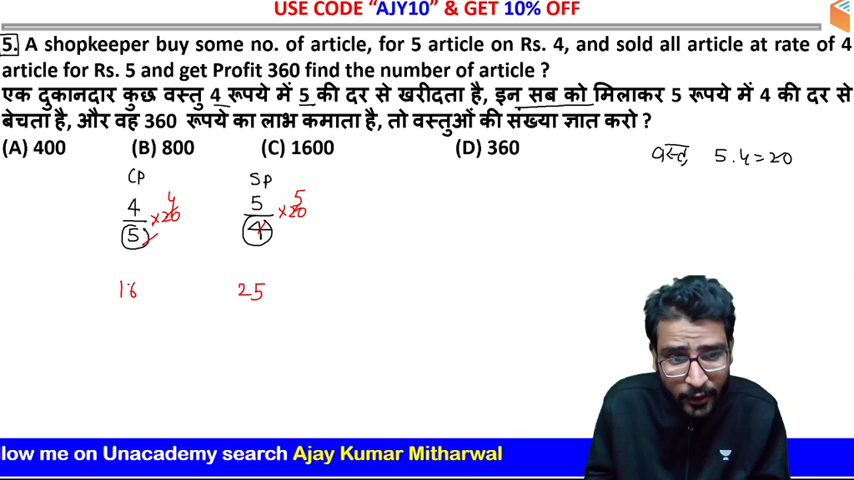 USE CODE “AJY10” & GET 10% OFF
5. A shopkeeper buy some no. of article, for 5 article on Rs. 4, and sold all article at rate of 4
article for Rs. 5 and get Profit 360 find the number of article ?
एक दुकानदार कुछ वस्तु 4 रूपये में 5 की दर से खरीदता है, इन सब को मिलाकर 5 रूपये में 4 की दर से
बेचता है, और वह 360 रूपये का लाभ कमाता है, तो वस्तुओं की संख्या ज्ञात करो ?
(A) 400 (B) 800 (C) 1600 (D) 360
वस्तु 5.4=20
CP SP
4/5 ×20 4 5/4 ×20 5
16 25
llow me on Unacademy search Ajay Kumar Mitharwal